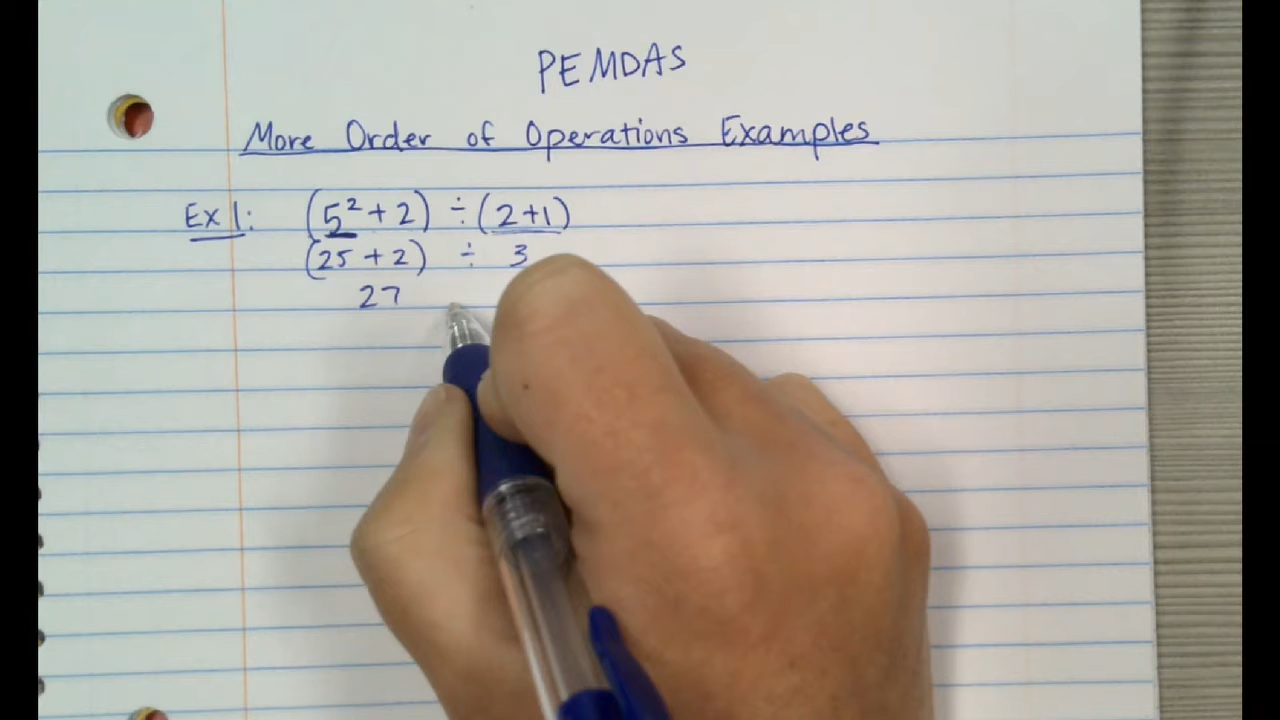 PEMDAS
More Order of Operations Examples
Ex 1: (5² + 2) ÷ (2+1)
(25 + 2) ÷ 3
27